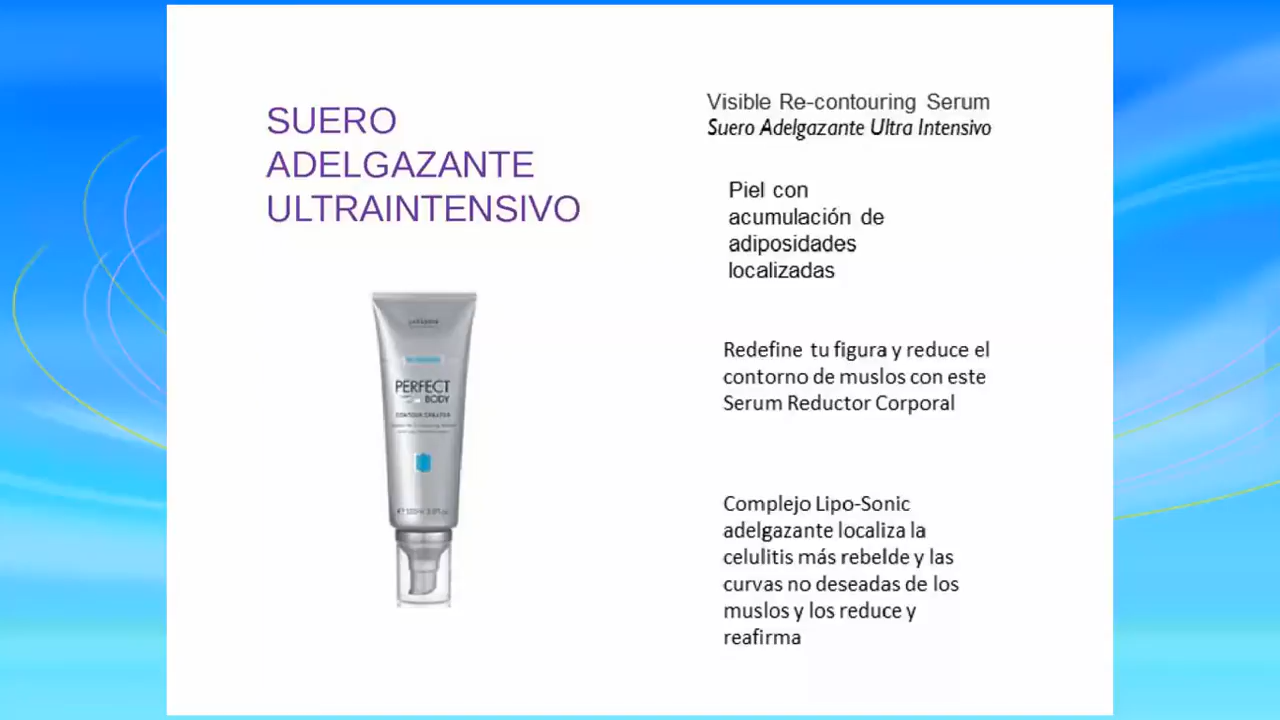 SUERO
ADELGAZANTE
ULTRAINTENSIVO
PERFECT
BODY
CONTOUR CREATOR
Visible Re-contouring Serum
Suero Adelgazante Ultra Intensivo
Piel con
acumulación de
adiposidades
localizadas
Redefine tu figura y reduce el
contorno de muslos con este
Serum Reductor Corporal
Complejo Lipo-Sonic
adelgazante localiza la
celulitis más rebelde y las
curvas no deseadas de los
muslos y los reduce y
reafirma